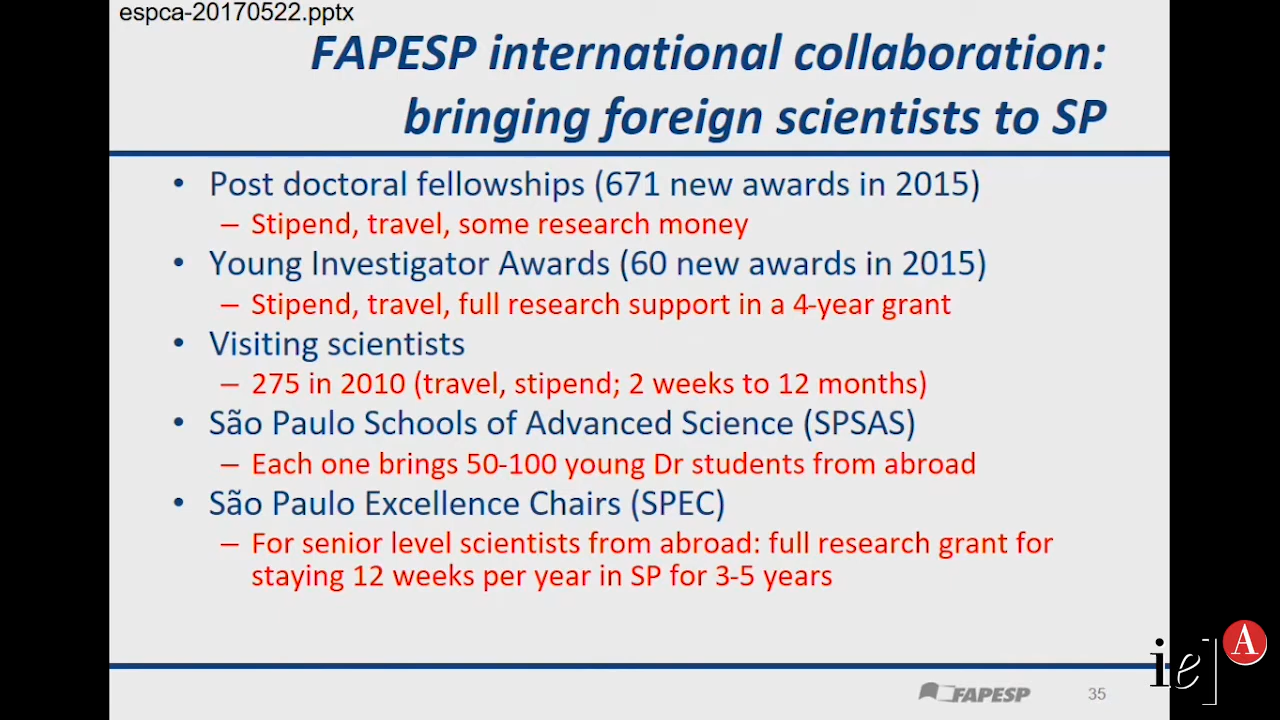 espca-20170522.pptx
FAPESP international collaboration:
bringing foreign scientists to SP
• Post doctoral fellowships (671 new awards in 2015)
– Stipend, travel, some research money
• Young Investigator Awards (60 new awards in 2015)
– Stipend, travel, full research support in a 4-year grant
• Visiting scientists
– 275 in 2010 (travel, stipend; 2 weeks to 12 months)
• São Paulo Schools of Advanced Science (SPSAS)
– Each one brings 50-100 young Dr students from abroad
• São Paulo Excellence Chairs (SPEC)
– For senior level scientists from abroad: full research grant for
staying 12 weeks per year in SP for 3-5 years
FAPESP
35
ie] A